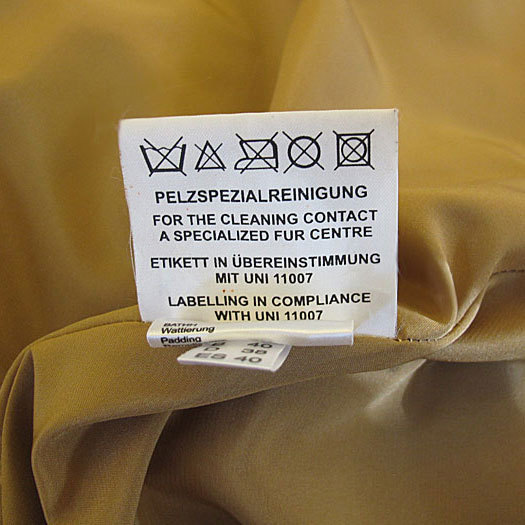 PELZSPEZIALREINIGUNG
FOR THE CLEANING CONTACT
A SPECIALIZED FUR CENTRE
ETIKETT IN ÜBEREINSTIMMUNG
MIT UNI 11007
LABELLING IN COMPLIANCE
WITH UNI 11007
Wattierung
Padding
40
D 38
ES 40